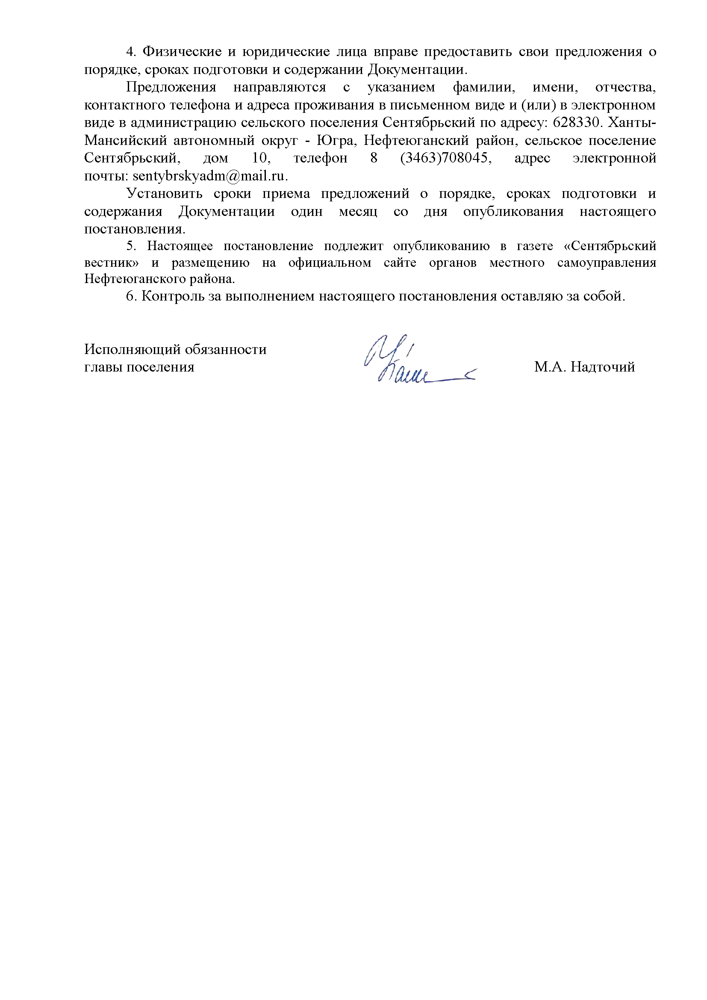 4. Физические и юридические лица вправе предоставить свои предложения о
порядке, сроках подготовки и содержании Документации.
Предложения направляются с указанием фамилии, имени, отчества,
контактного телефона и адреса проживания в письменном виде и (или) в электронном
виде в администрацию сельского поселения Сентябрьский по адресу: 628330. Ханты-
Мансийский автономный округ - Югра, Нефтеюганский район, сельское поселение
Сентябрьский, дом 10, телефон 8 (3463)708045, адрес электронной
почты: sentybrskyadm@mail.ru.
Установить сроки приема предложений о порядке, сроках подготовки и
содержания Документации один месяц со дня опубликования настоящего
постановления.
5. Настоящее постановление подлежит опубликованию в газете «Сентябрьский
вестник» и размещению на официальном сайте органов местного самоуправления
Нефтеюганского района.
6. Контроль за выполнением настоящего постановления оставляю за собой.
Исполняющий обязанности
главы поселения М.А. Надточий